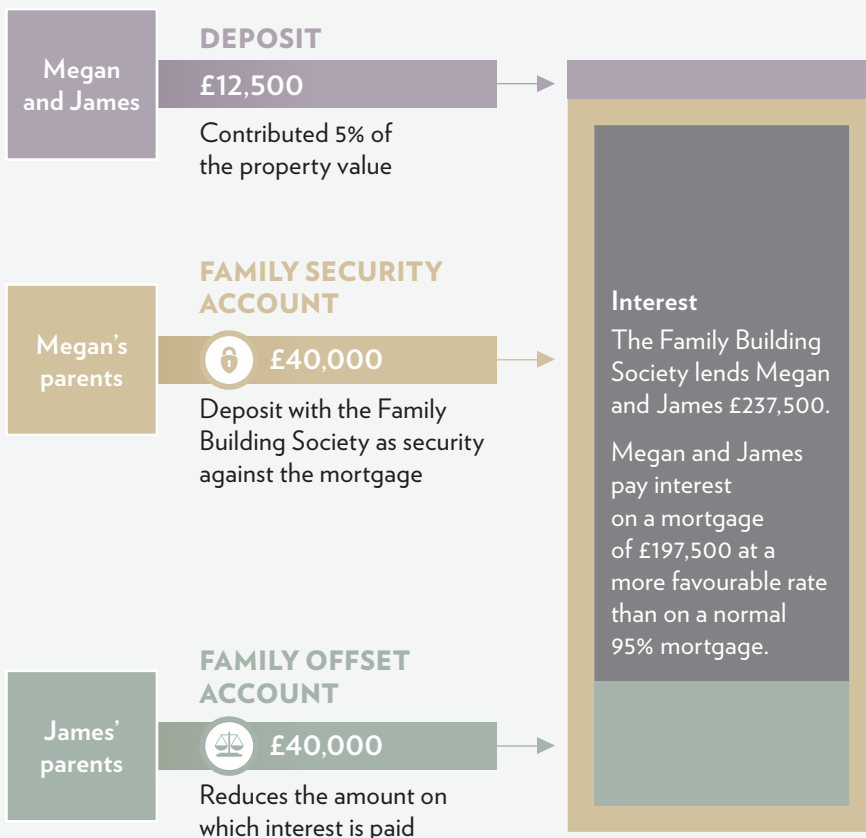 Megan
and James
DEPOSIT
£12,500
Contributed 5% of
the property value
Megan's
parents
FAMILY SECURITY
ACCOUNT
£40,000
Deposit with the Family
Building Society as security
against the mortgage
James'
parents
FAMILY OFFSET
ACCOUNT
£40,000
Reduces the amount on
which interest is paid
Interest
The Family Building
Society lends Megan
and James £237,500.
Megan and James
pay interest
on a mortgage
of £197,500 at a
more favourable rate
than on a normal
95% mortgage.